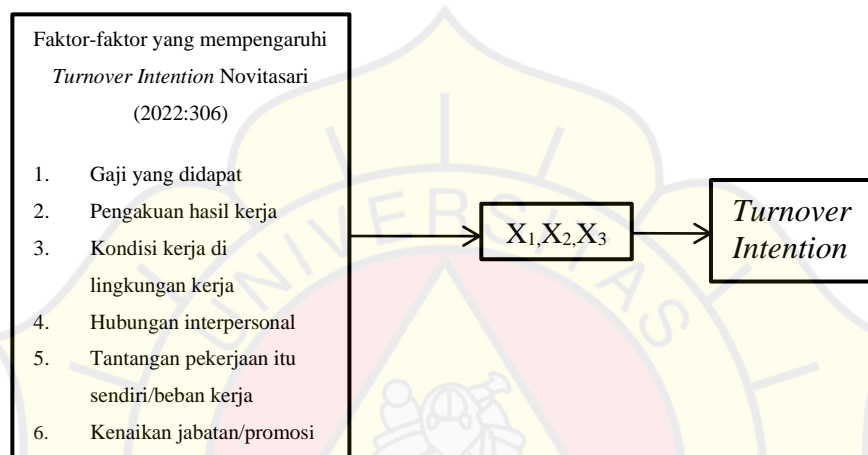 Faktor-faktor yang mempengaruhi
Turnover Intention Novitasari
(2022:306)
1. Gaji yang didapat
2. Pengakuan hasil kerja
3. Kondisi kerja di
lingkungan kerja
4. Hubungan interpersonal
5. Tantangan pekerjaan itu
sendiri/beban kerja
6. Kenaikan jabatan/promosi
X1,X2,X3
Turnover
Intention
UNIVERSITAS